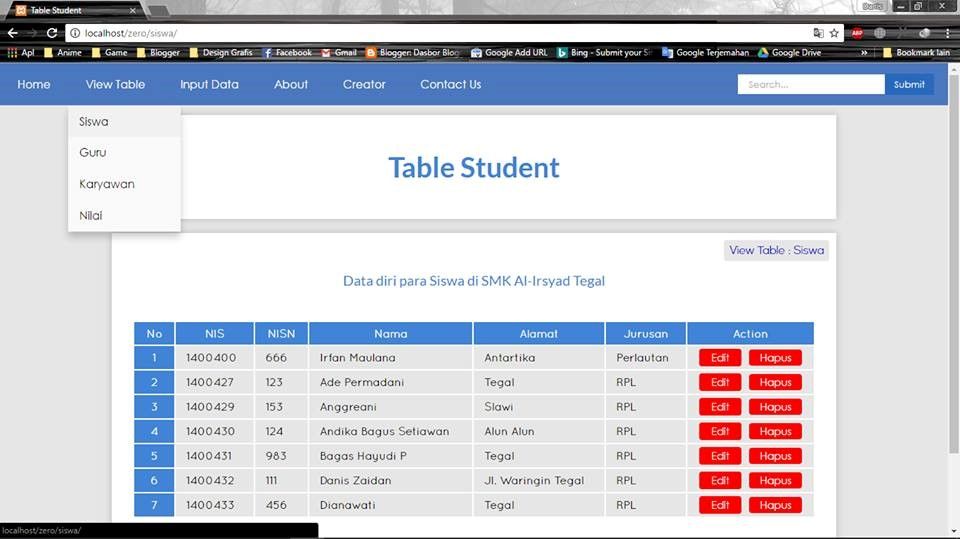 Table Student
Danis
localhost/zero/siswa/
Apl Anime Game Blogger Design Grafis Facebook Gmail Blogger: Dasbor Blog Google Add URL Bing - Submit your Si Google Terjemahan Google Drive » Bookmark lain
Home View Table Input Data About Creator Contact Us Search... Submit
Siswa
Guru
Karyawan
Nilai
Table Student
View Table : Siswa
Data diri para Siswa di SMK Al-Irsyad Tegal
No NIS NISN Nama Alamat Jurusan Action
1 1400400 666 Irfan Maulana Antartika Perlautan Edit Hapus
2 1400427 123 Ade Permadani Tegal RPL Edit Hapus
3 1400429 153 Anggreani Slawi RPL Edit Hapus
4 1400430 124 Andika Bagus Setiawan Alun Alun RPL Edit Hapus
5 1400431 983 Bagas Hayudi P Tegal RPL Edit Hapus
6 1400432 111 Danis Zaidan Jl. Waringin Tegal RPL Edit Hapus
7 1400433 456 Dianawati Tegal RPL Edit Hapus
localhost/zero/siswa/